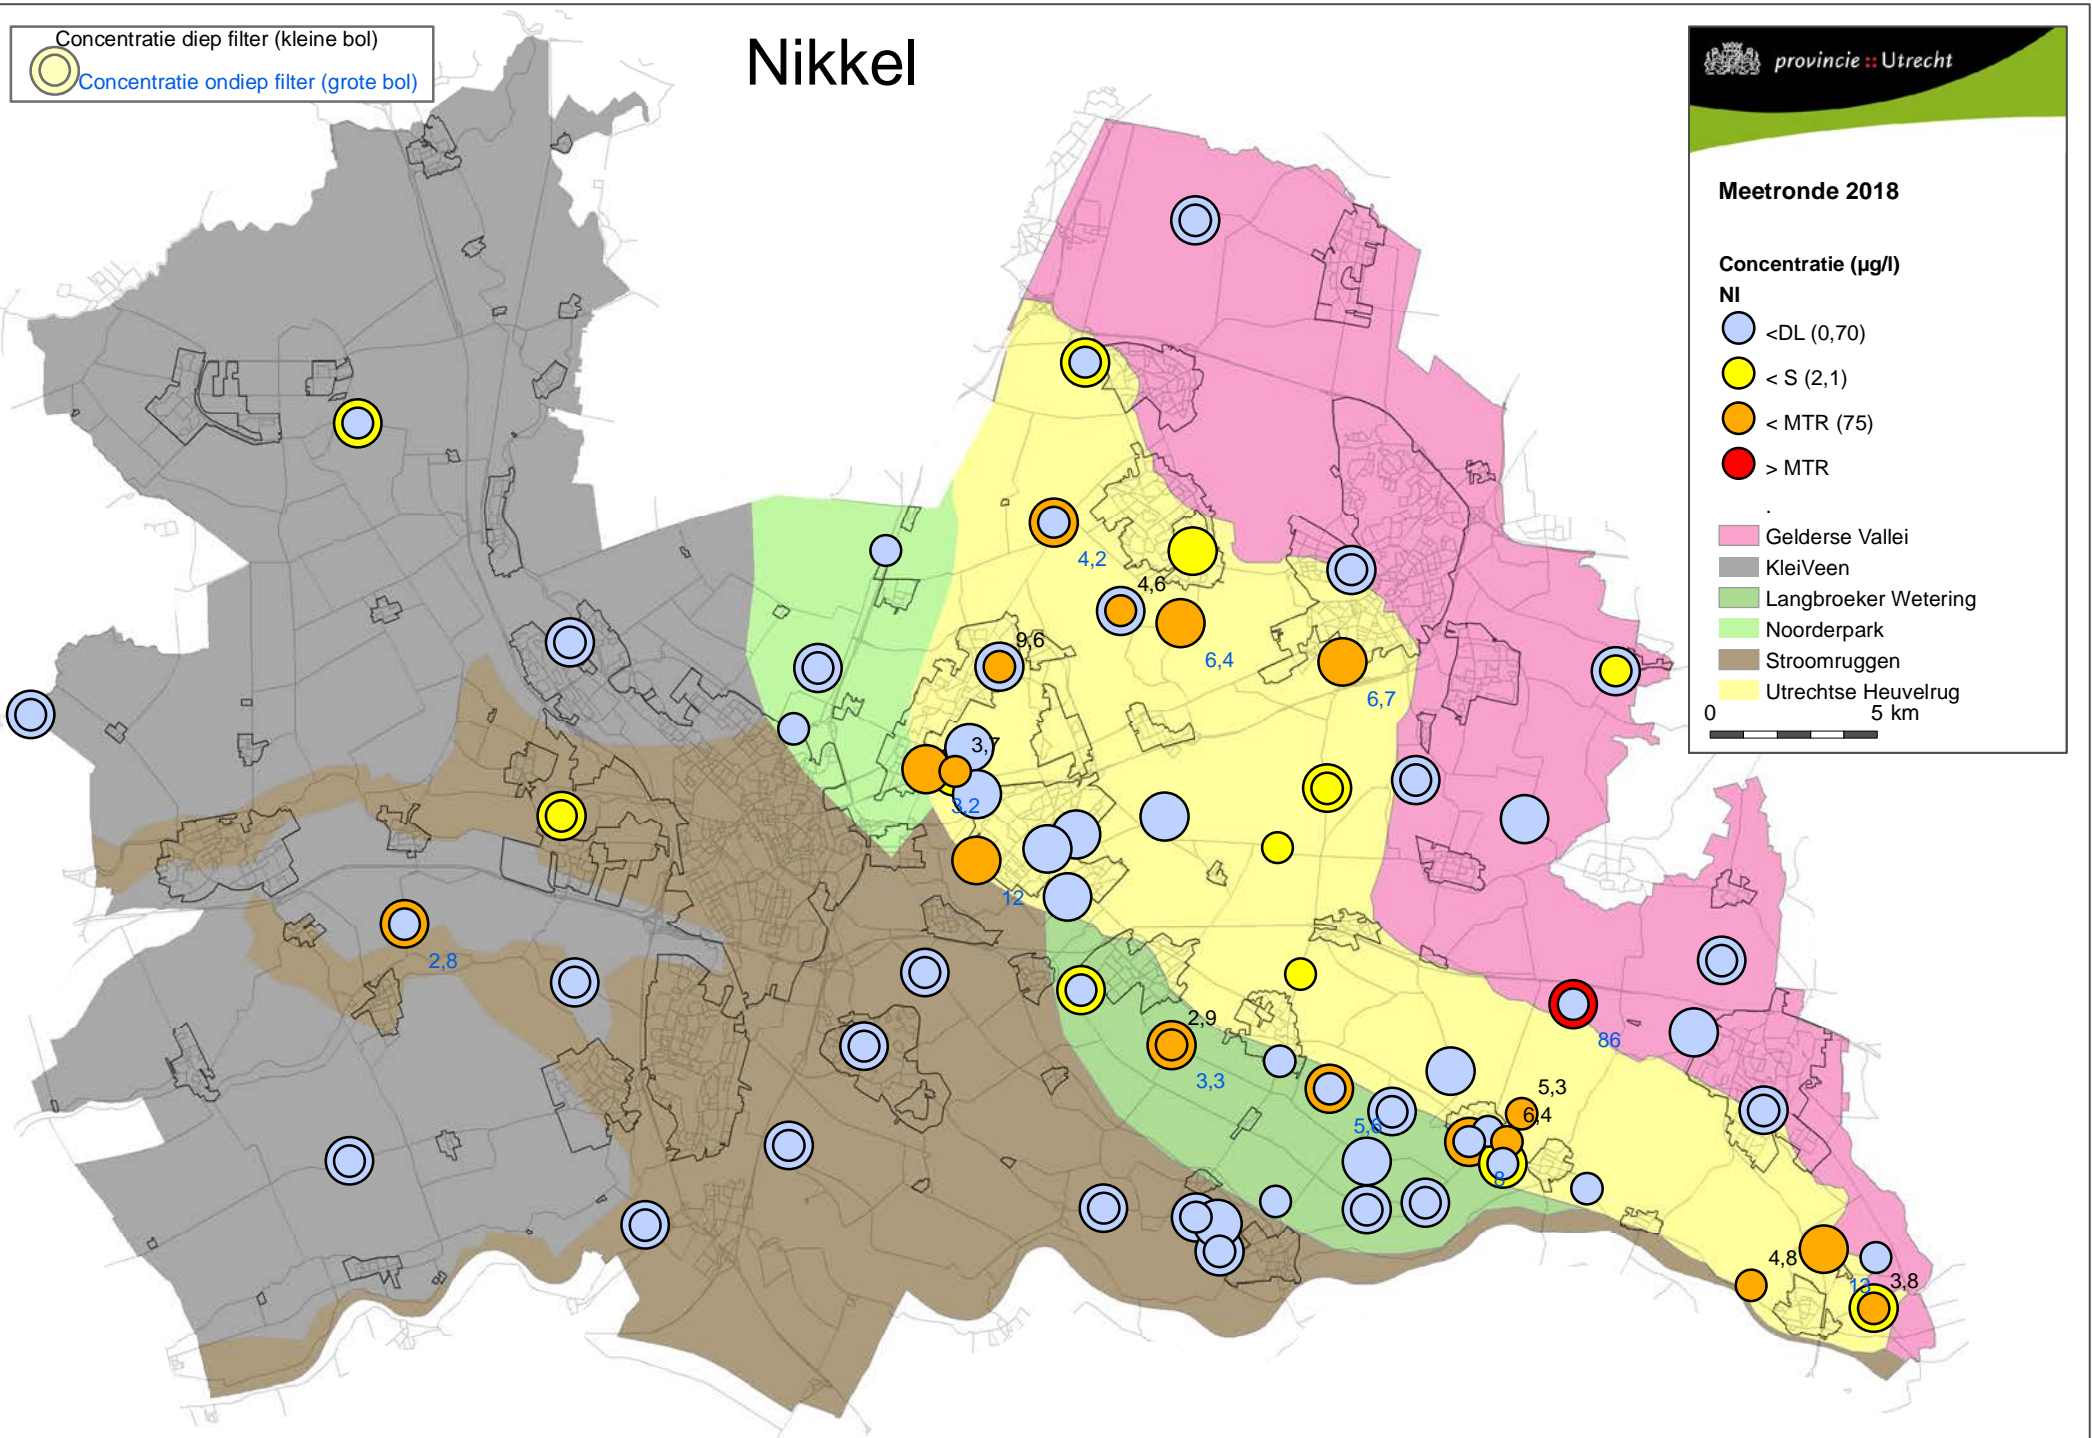 Nikkel
Concentratie diep filter (kleine bol)
Concentratie ondiep filter (grote bol)
provincie :: Utrecht
Meetronde 2018
Concentratie (µg/l)
NI
<DL (0,70)
< S (2,1)
< MTR (75)
> MTR
.
Gelderse Vallei
KleiVeen
Langbroeker Wetering
Noorderpark
Stroomruggen
Utrechtse Heuvelrug
0 5 km
4,2
4,6
6,4
9,6
6,7
3,7
3,2
12
2,8
2,9
3,3
86
5,3
6,4
5,6
8
4,8
13
3,8